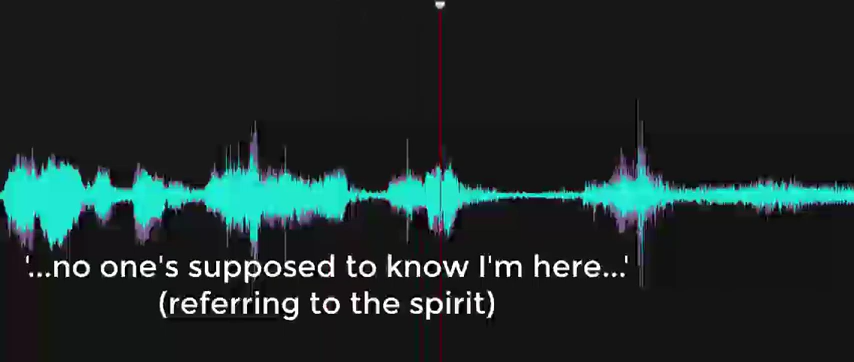 '...no one's supposed to know I'm here...'
(referring to the spirit)